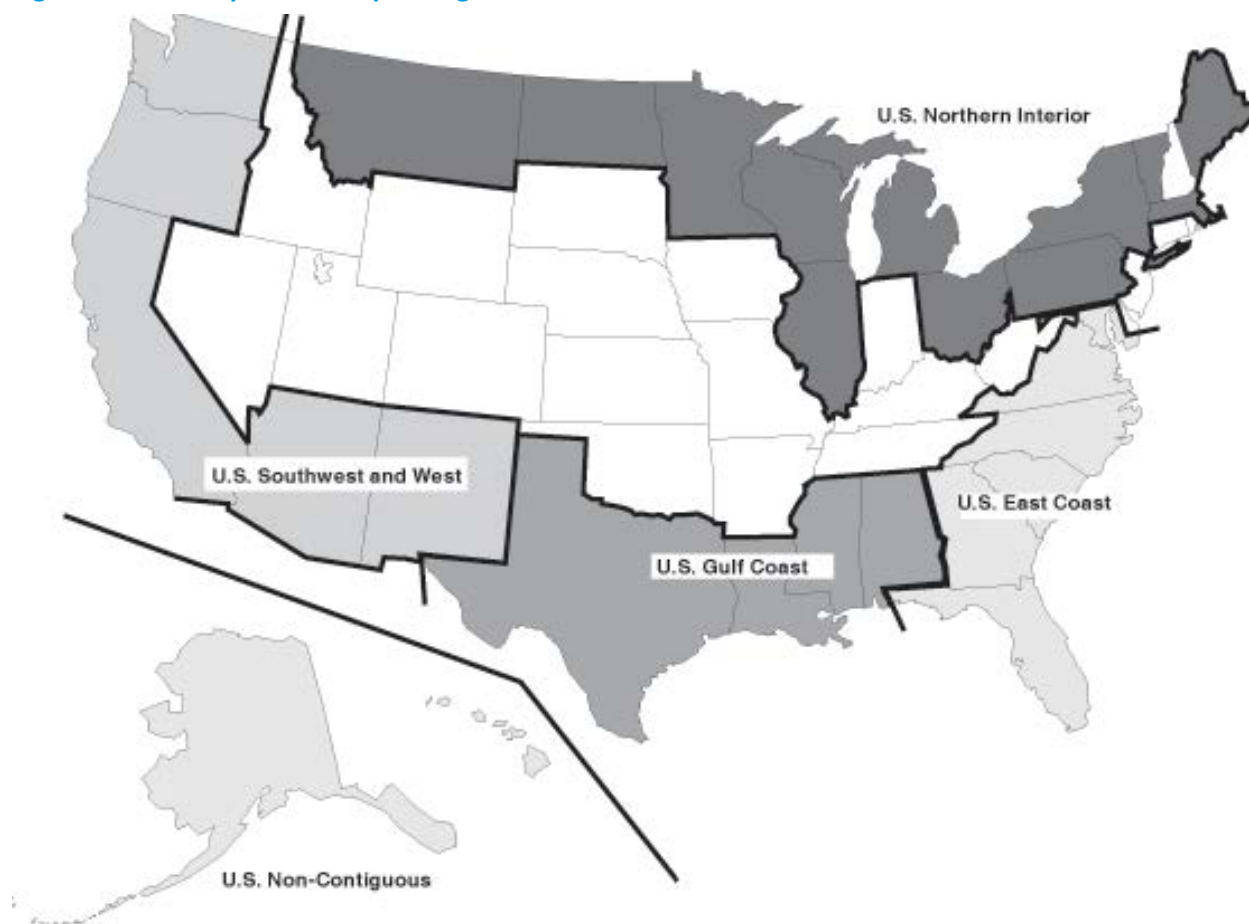 U.S. Northern Interior
U.S. Southwest and West
U.S. East Coast
U.S. Gulf Coast
U.S. Non-Contiguous